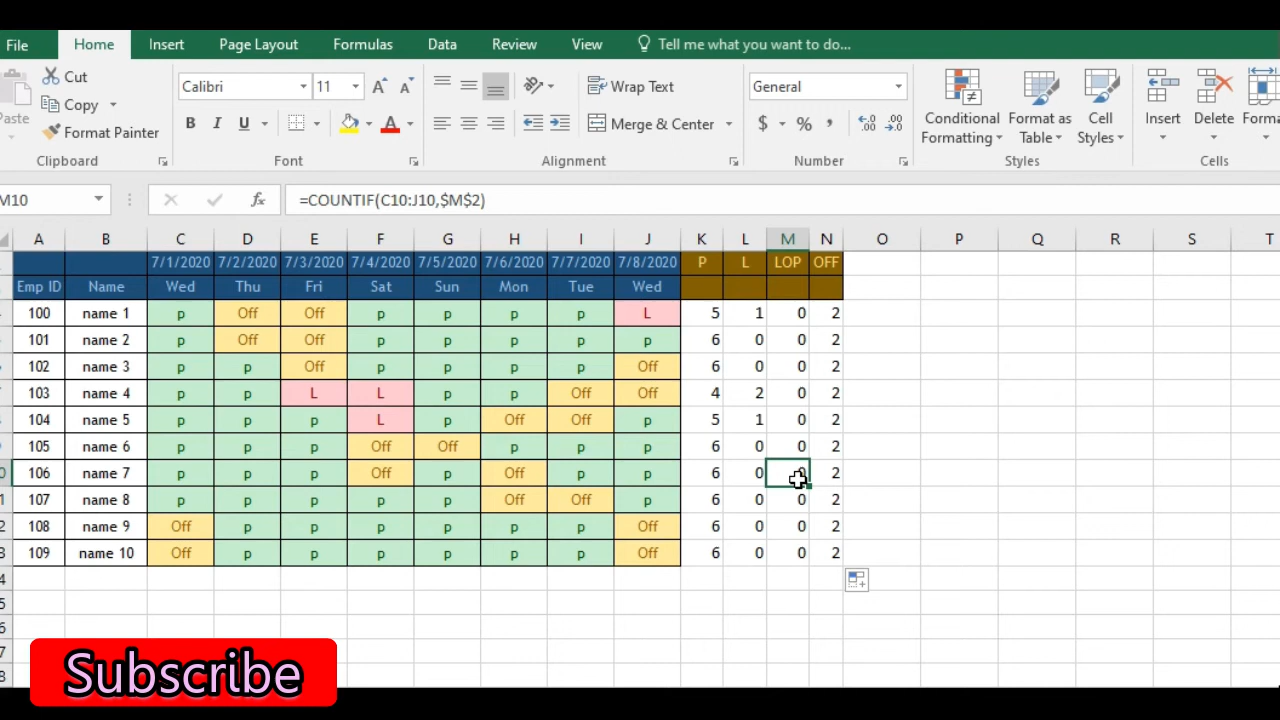 File Home Insert Page Layout Formulas Data Review View Tell me what you want to do...
Cut
Copy
Paste
Format Painter
Calibri 11 A A
B I U A
Wrap Text
Merge & Center
General
$ % , .00
Conditional Formatting
Format as Table
Cell Styles
Insert Delete
Clipboard Font Alignment Number Styles Cells
M10 fx =COUNTIF(C10:J10,$M$2)
A B C D E F G H I J K L M N O P Q R S T
7/1/2020 7/2/2020 7/3/2020 7/4/2020 7/5/2020 7/6/2020 7/7/2020 7/8/2020 P L LOP OFF
Emp ID Name Wed Thu Fri Sat Sun Mon Tue Wed
100 name 1 p Off Off p p p p L 5 1 0 2
101 name 2 p Off Off p p p p p 6 0 0 2
102 name 3 p p Off p p p p Off 6 0 0 2
103 name 4 p p L L p p Off Off 4 2 0 2
104 name 5 p p p L p Off Off p 5 1 0 2
105 name 6 p p p Off Off p p p 6 0 0 2
106 name 7 p p p Off p Off p p 6 0 2
107 name 8 p p p p p Off Off p 6 0 0 2
108 name 9 Off p p p p p p Off 6 0 0 2
109 name 10 Off p p p p p p Off 6 0 0 2
Subscribe